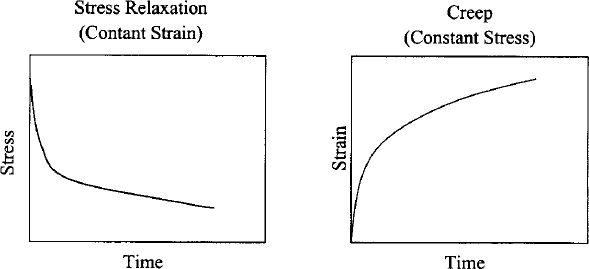 Stress Relaxation
(Contant Strain)
Stress
Time
Creep
(Constant Stress)
Strain
Time